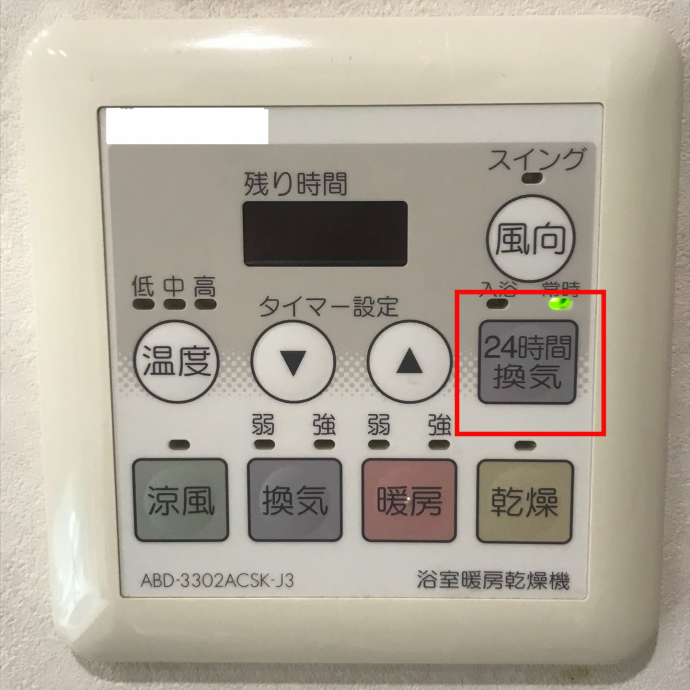 スイング
残り時間
風向
低 中 高
入浴 常時
タイマー設定
温度
▼
▲
24時間
換気
弱 強 弱 強
涼風 換気 暖房 乾燥
ABD-3302ACSK-J3 浴室暖房乾燥機